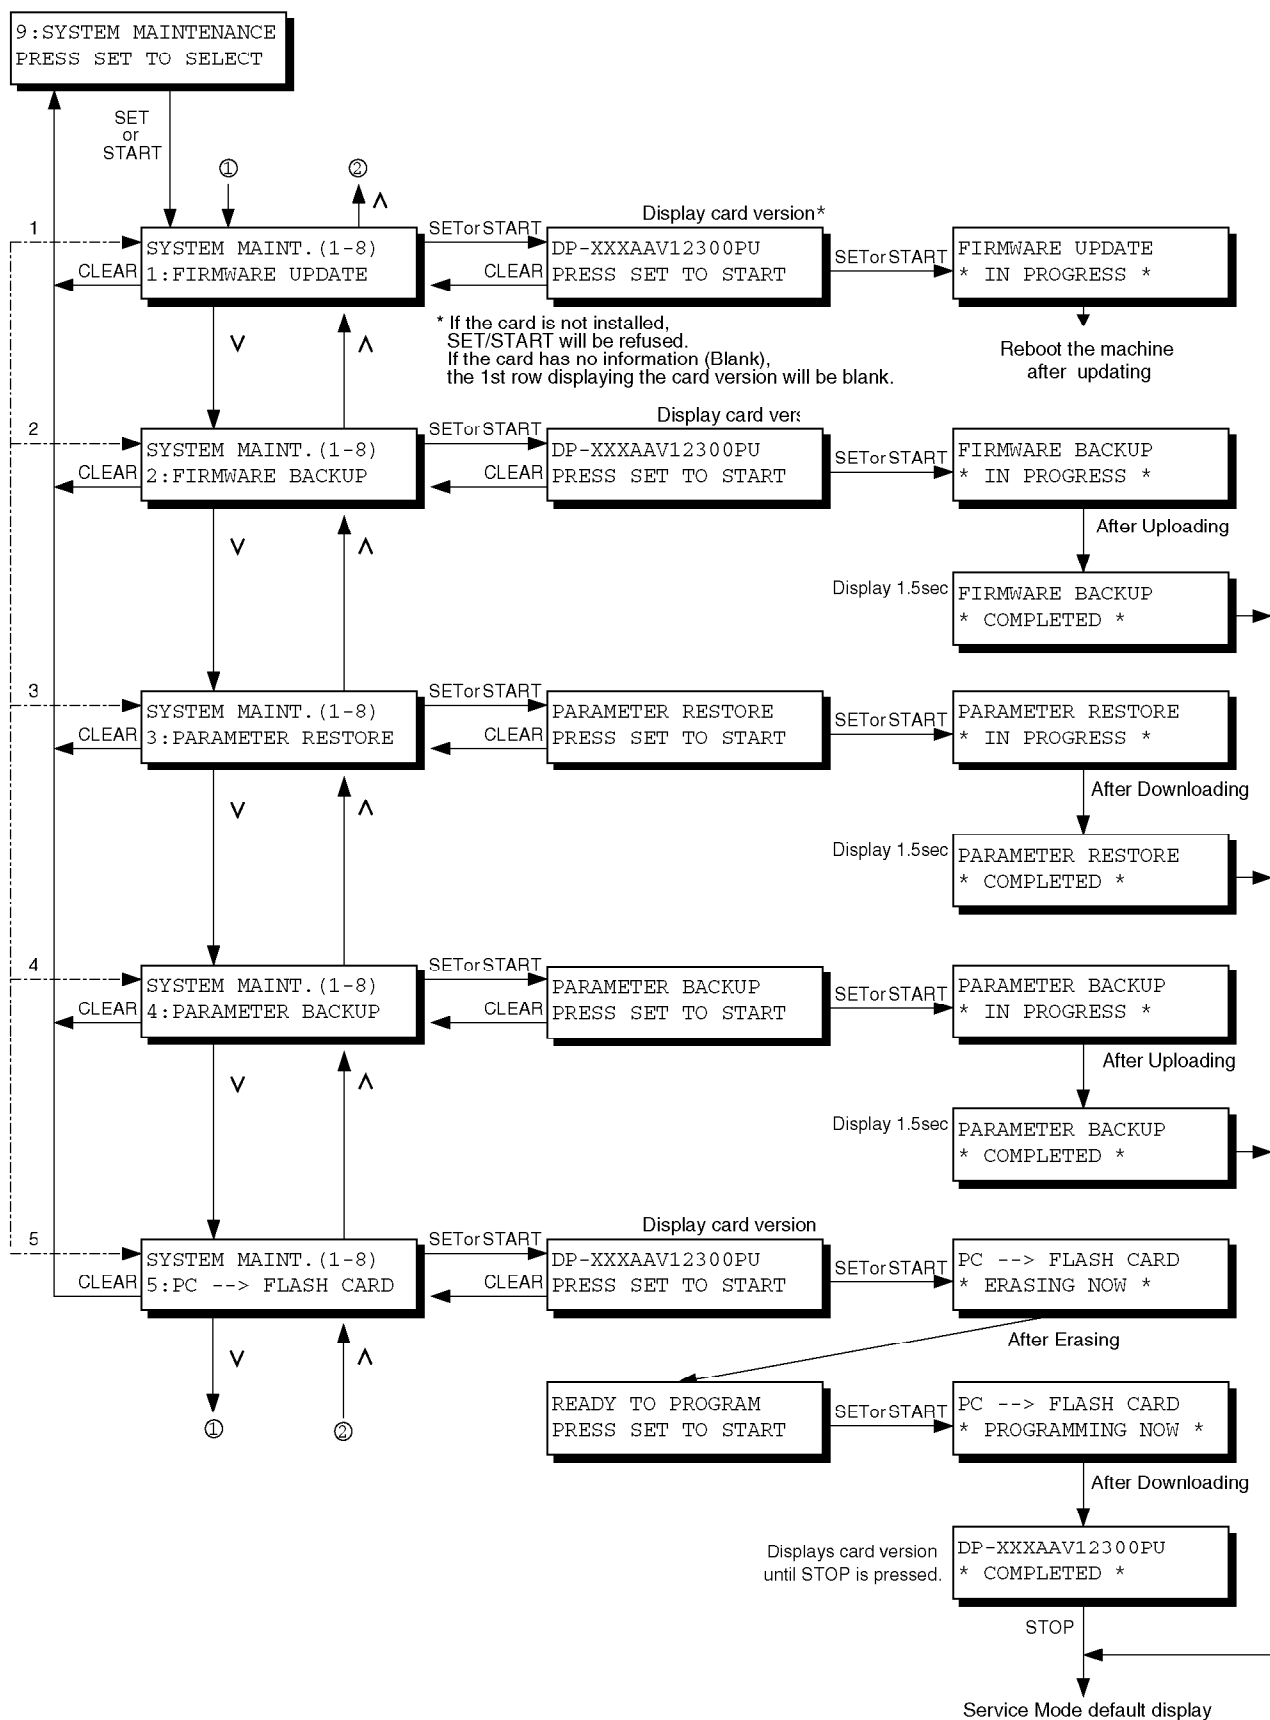 9:SYSTEM MAINTENANCE
PRESS SET TO SELECT
SET
or
START
①
②
∧
1
SYSTEM MAINT.(1-8)
1:FIRMWARE UPDATE
CLEAR
SETorSTART
CLEAR
Display card version*
DP-XXXAAV12300PU
PRESS SET TO START
SETorSTART
FIRMWARE UPDATE
* IN PROGRESS *
Reboot the machine
after updating
* If the card is not installed,
SET/START will be refused.
If the card has no information (Blank),
the 1st row displaying the card version will be blank.
∨
∧
2
SYSTEM MAINT.(1-8)
2:FIRMWARE BACKUP
CLEAR
SETorSTART
CLEAR
Display card vers
DP-XXXAAV12300PU
PRESS SET TO START
SETorSTART
FIRMWARE BACKUP
* IN PROGRESS *
After Uploading
Display 1.5sec
FIRMWARE BACKUP
* COMPLETED *
∨
∧
3
SYSTEM MAINT.(1-8)
3:PARAMETER RESTORE
CLEAR
SETorSTART
CLEAR
PARAMETER RESTORE
PRESS SET TO START
SETorSTART
PARAMETER RESTORE
* IN PROGRESS *
After Downloading
Display 1.5sec
PARAMETER RESTORE
* COMPLETED *
∨
∧
4
SYSTEM MAINT.(1-8)
4:PARAMETER BACKUP
CLEAR
SETorSTART
CLEAR
PARAMETER BACKUP
PRESS SET TO START
SETorSTART
PARAMETER BACKUP
* IN PROGRESS *
After Uploading
Display 1.5sec
PARAMETER BACKUP
* COMPLETED *
∨
∧
5
SYSTEM MAINT.(1-8)
5:PC --> FLASH CARD
CLEAR
SETorSTART
CLEAR
Display card version
DP-XXXAAV12300PU
PRESS SET TO START
SETorSTART
PC --> FLASH CARD
* ERASING NOW *
After Erasing
∨
∧
①
②
READY TO PROGRAM
PRESS SET TO START
SETorSTART
PC --> FLASH CARD
* PROGRAMMING NOW *
After Downloading
Displays card version
until STOP is pressed.
DP-XXXAAV12300PU
* COMPLETED *
STOP
Service Mode default display